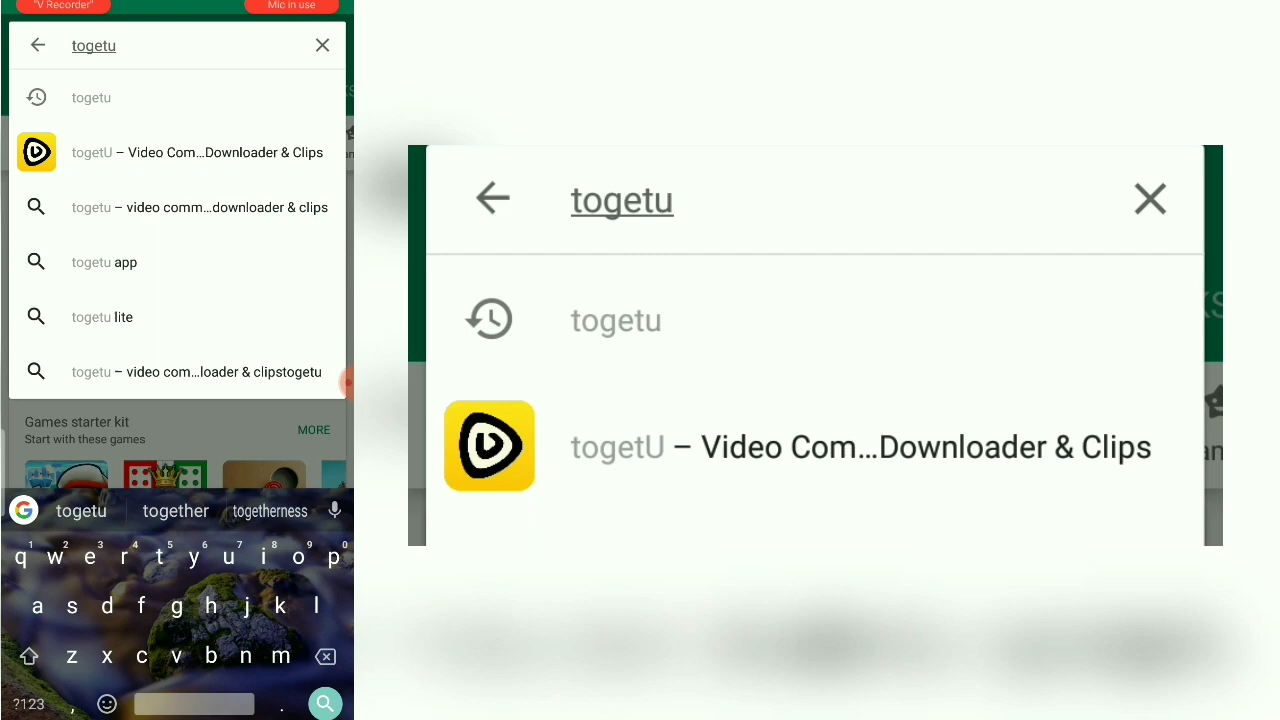 "V Recorder"
Mic in use
togetu
togetu
togetU – Video Com...Downloader & Clips
togetu – video comm...downloader & clips
togetu app
togetu lite
togetu – video com...loader & clipstogetu
Games starter kit
MORE
Start with these games
togetu together togetherness
1 2 3 4 5 6 7 8 9 0
q w e r t y u i o p
a s d f g h j k l
z x c v b n m
?123 , .
togetu
togetu
togetU – Video Com...Downloader & Clips